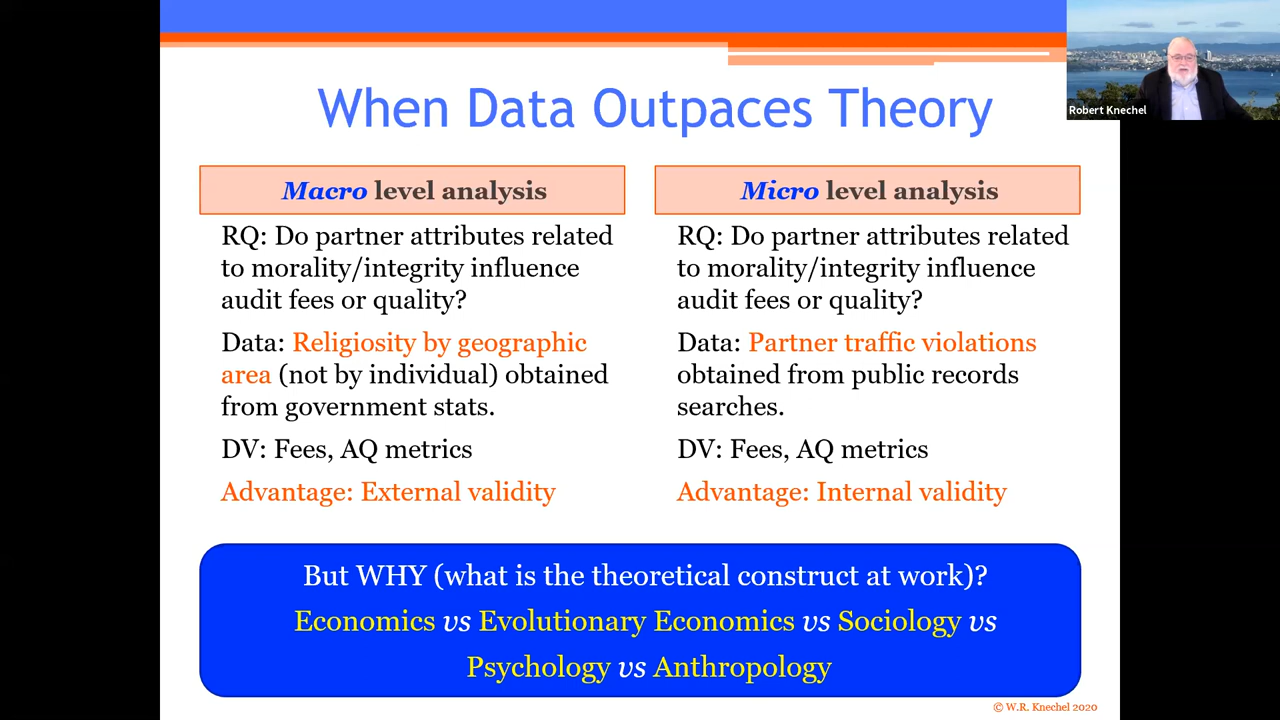 When Data Outpaces Theory
Robert Knechel
Macro level analysis
RQ: Do partner attributes related
to morality/integrity influence
audit fees or quality?
Data: Religiosity by geographic
area (not by individual) obtained
from government stats.
DV: Fees, AQ metrics
Advantage: External validity
Micro level analysis
RQ: Do partner attributes related
to morality/integrity influence
audit fees or quality?
Data: Partner traffic violations
obtained from public records
searches.
DV: Fees, AQ metrics
Advantage: Internal validity
But WHY (what is the theoretical construct at work)?
Economics vs Evolutionary Economics vs Sociology vs
Psychology vs Anthropology
© W.R. Knechel 2020